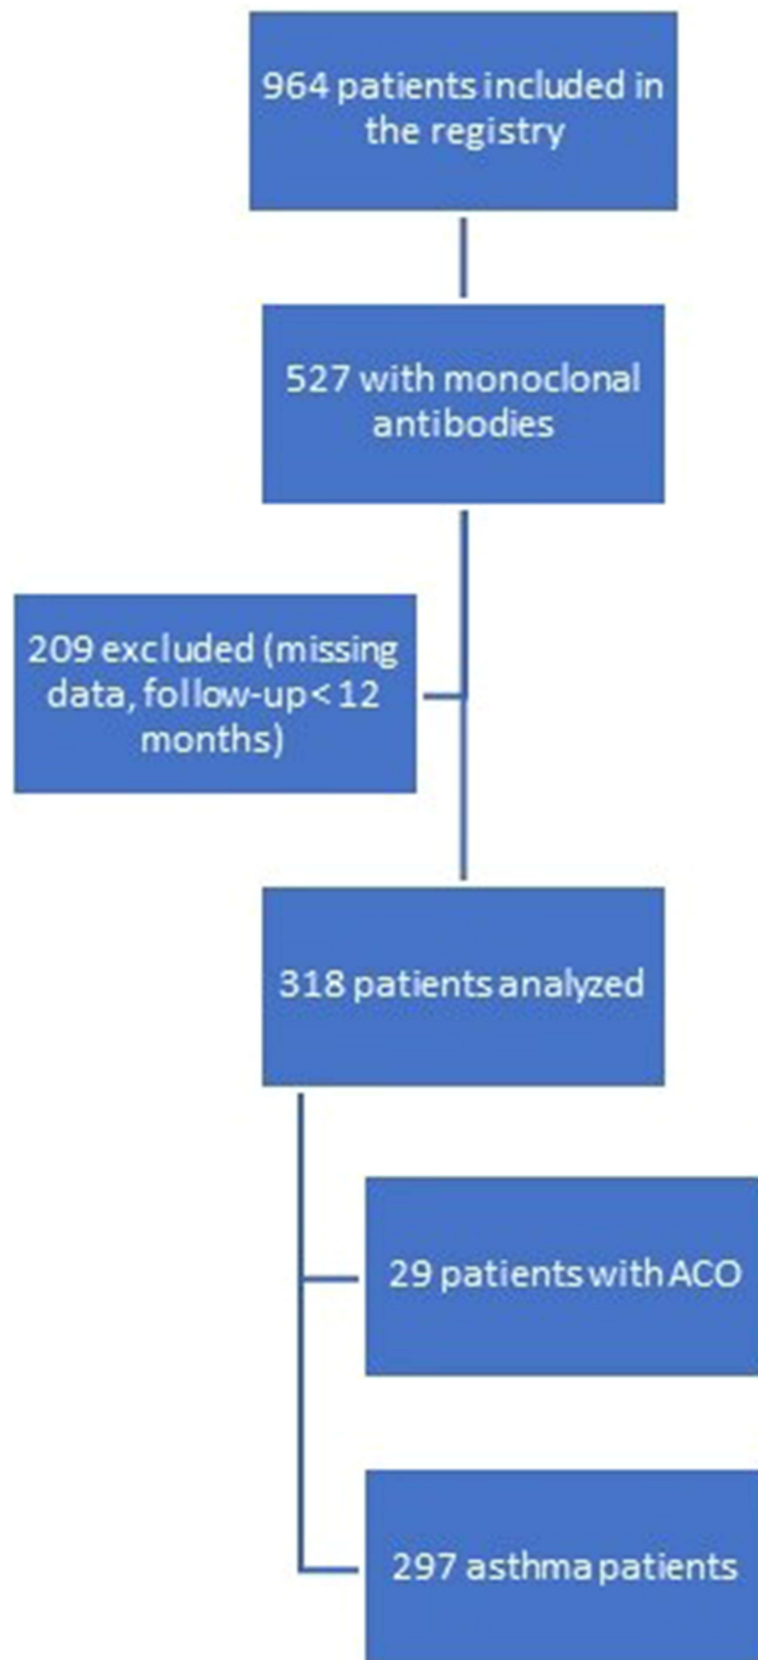 964 patients included in
the registry
527 with monoclonal
antibodies
209 excluded (missing
data, follow-up < 12
months)
318 patients analyzed
29 patients with ACO
297 asthma patients